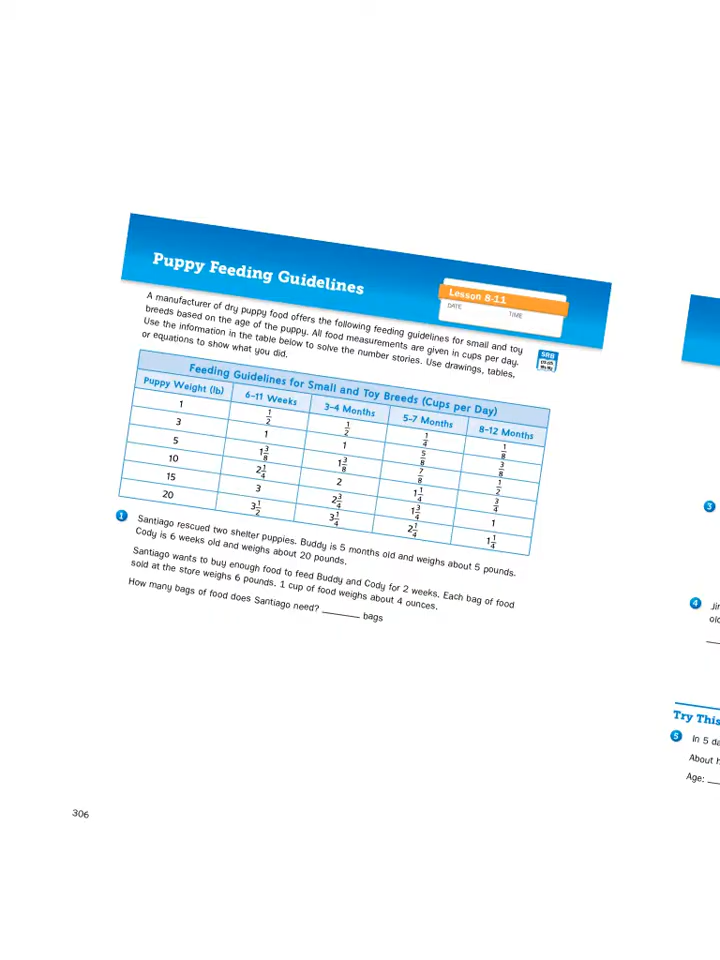 Puppy Feeding Guidelines
Lesson 8-11
DATE TIME
A manufacturer of dry puppy food offers the following feeding guidelines for small and toy
breeds based on the age of the puppy. All food measurements are given in cups per day.
Use the information in the table below to solve the number stories. Use drawings, tables,
or equations to show what you did.
SRB
Feeding Guidelines for Small and Toy Breeds (Cups per Day)
Puppy Weight (lb) 6–11 Weeks 3–4 Months 5–7 Months 8–12 Months
1 1/2 1/2 1/4 1/8
3 1 1 5/8 3/8
5 1 3/8 1 3/8 7/8 1/2
10 2 1/4 2 1 1/4 3/4
15 3 2 3/4 1 3/4 1
20 3 1/2 3 1/4 2 1/4 1 1/4
1 Santiago rescued two shelter puppies. Buddy is 5 months old and weighs about 5 pounds.
Cody is 6 weeks old and weighs about 20 pounds.
Santiago wants to buy enough food to feed Buddy and Cody for 2 weeks. Each bag of food
sold at the store weighs 6 pounds. 1 cup of food weighs about 4 ounces.
How many bags of food does Santiago need? ______ bags
306
3
4 Jir
old
Try This
5 In 5 da
About h
Age: __